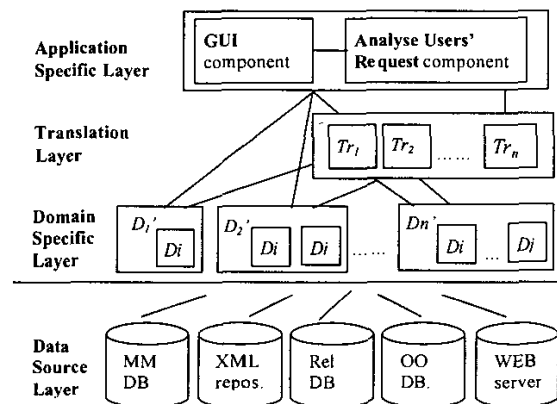 Application
Specific Layer
GUI
component
Analyse Users'
Request component
Translation
Layer
Tr1
Tr2
......
Trn
Domain
Specific
Layer
D1'
Di
D2'
Di
Di
......
Dn'
Di
...
Dj
Data
Source
Layer
MM
DB
XML
repos.
Rel
DB
OO
DB.
WEB
server